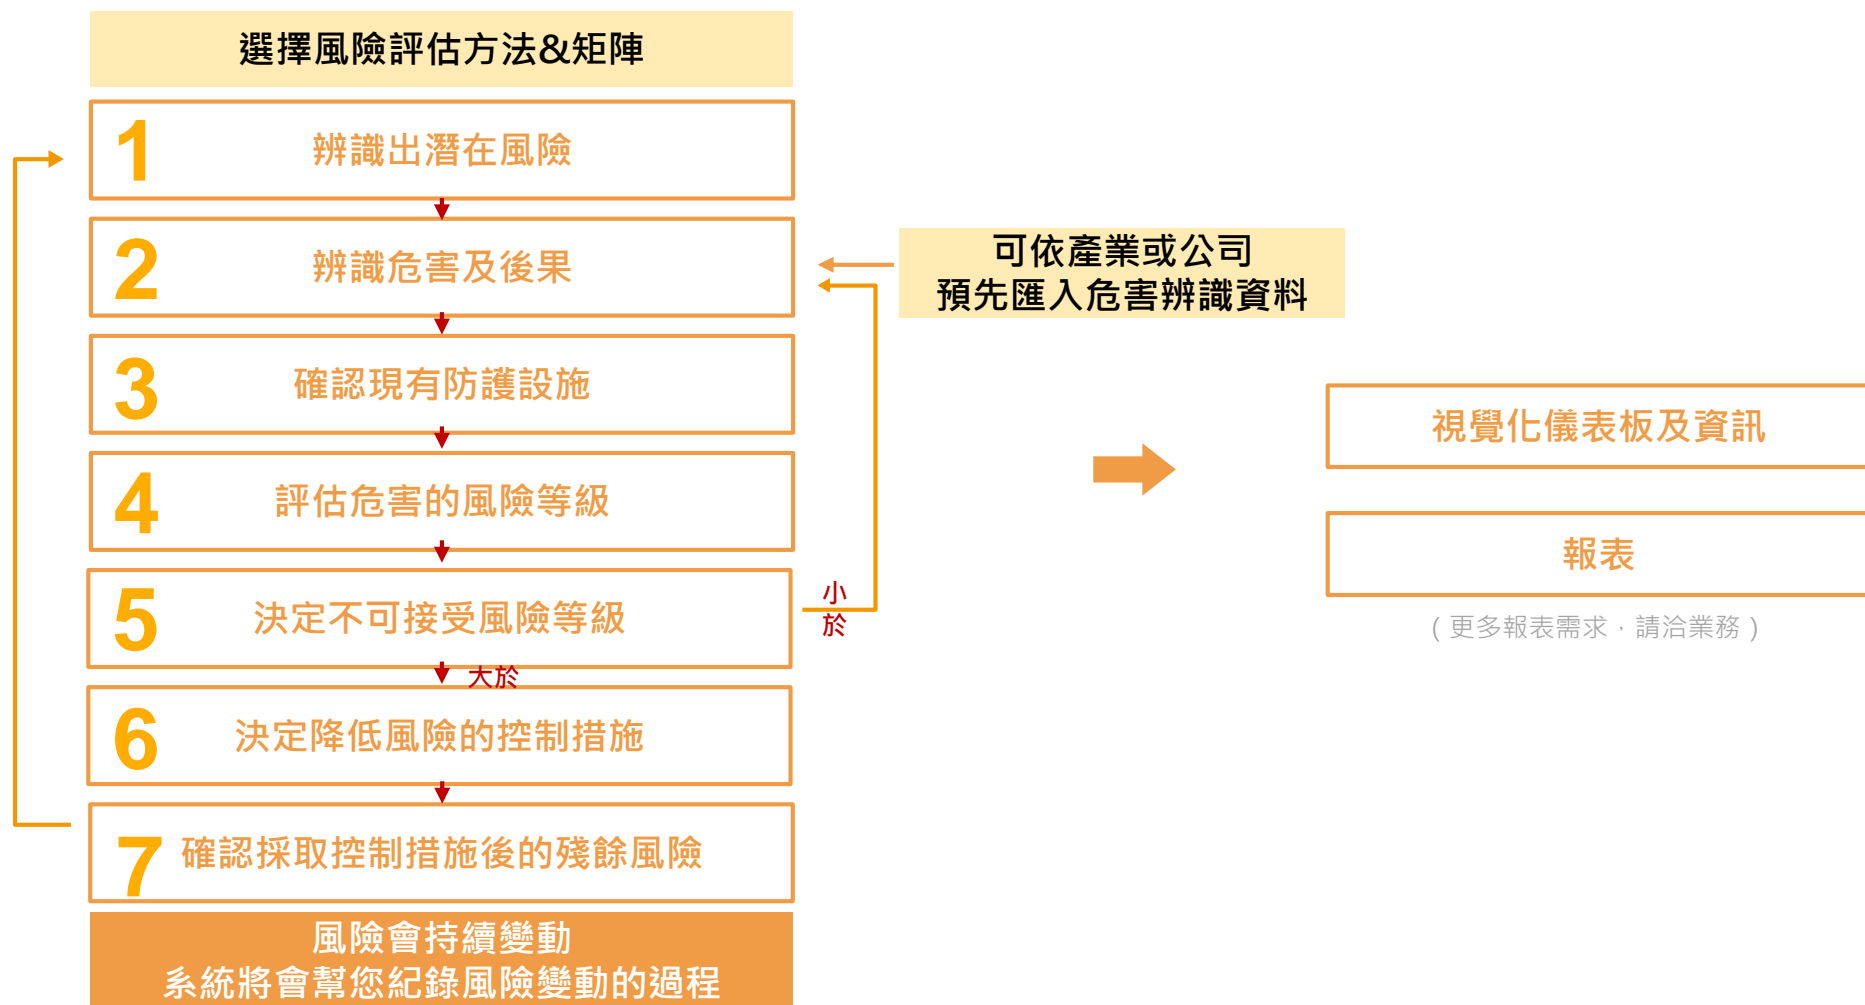 選擇風險評估方法&矩陣
1 辨識出潛在風險
2 辨識危害及後果
可依產業或公司
預先匯入危害辨識資料
3 確認現有防護設施
4 評估危害的風險等級
5 決定不可接受風險等級
小
於
大於
6 決定降低風險的控制措施
7 確認採取控制措施後的殘餘風險
風險會持續變動
系統將會幫您紀錄風險變動的過程
視覺化儀表板及資訊
報表
（更多報表需求，請洽業務）